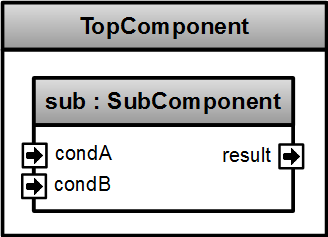 TopComponent
sub : SubComponent
condA
result
condB